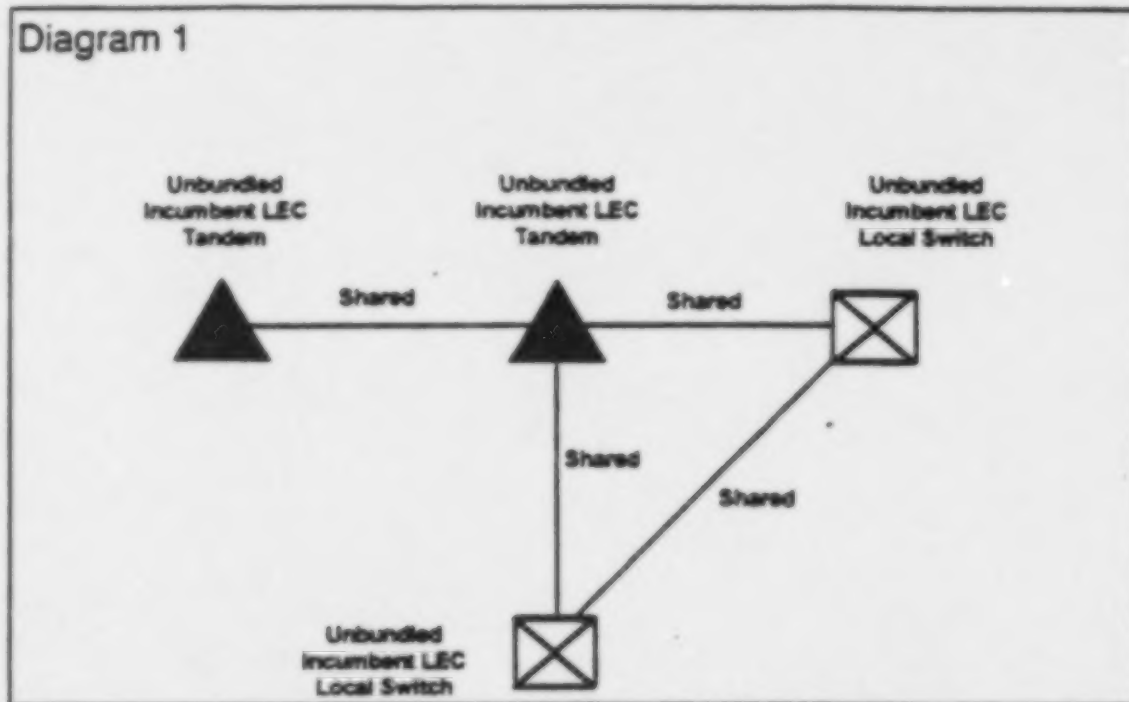 Diagram 1
Unbundled
Incumbent LEC
Tandem
Unbundled
Incumbent LEC
Tandem
Unbundled
Incumbent LEC
Local Switch
Shared
Shared
Shared
Shared
Unbundled
Incumbent LEC
Local Switch